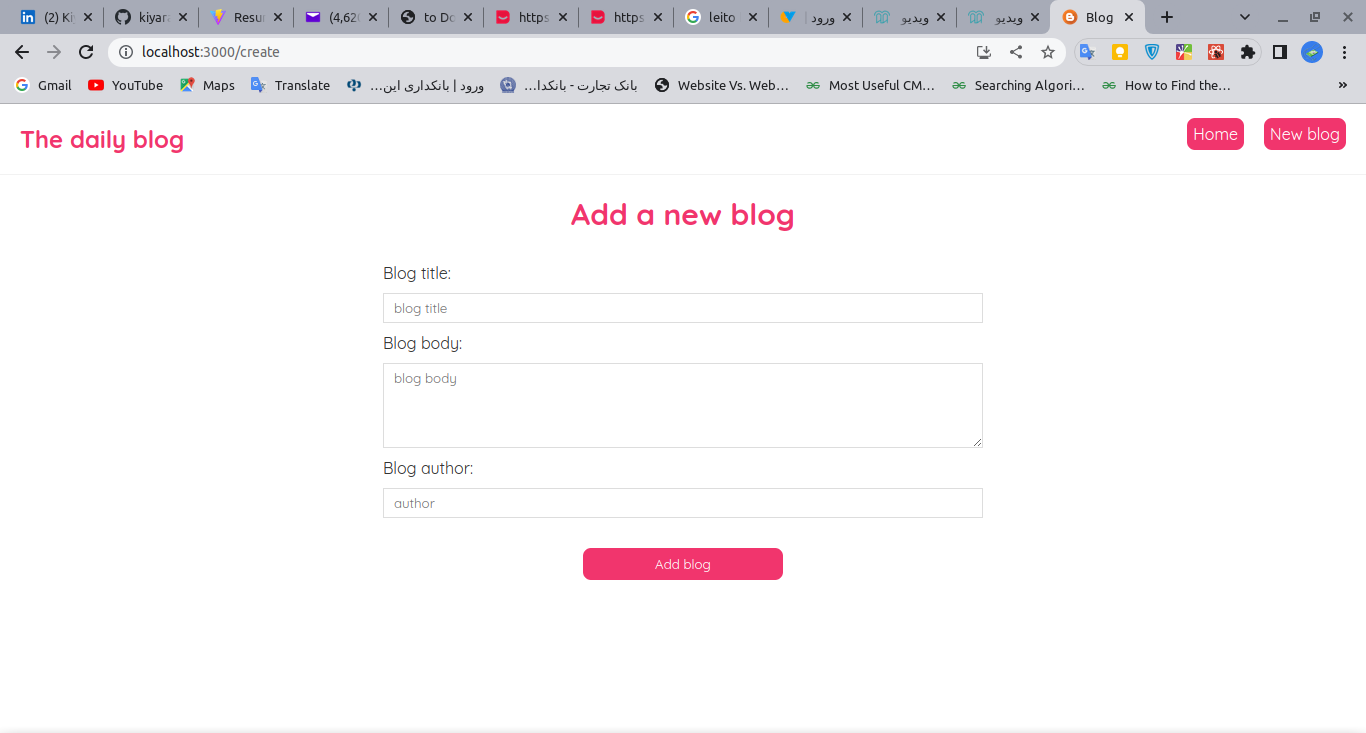 (2) Ki
kiyar
Resu
(4,62
to Do
https
https
leito
ورود |
ویدیو
ویدیو
Blog
localhost:3000/create
Gmail
YouTube
Maps
Translate
ورود | بانکداری این...
بانک تجارت - بانکدا...
Website Vs. Web...
Most Useful CM...
Searching Algori...
How to Find the...
The daily blog
Home
New blog
Add a new blog
Blog title:
blog title
Blog body:
blog body
Blog author:
author
Add blog